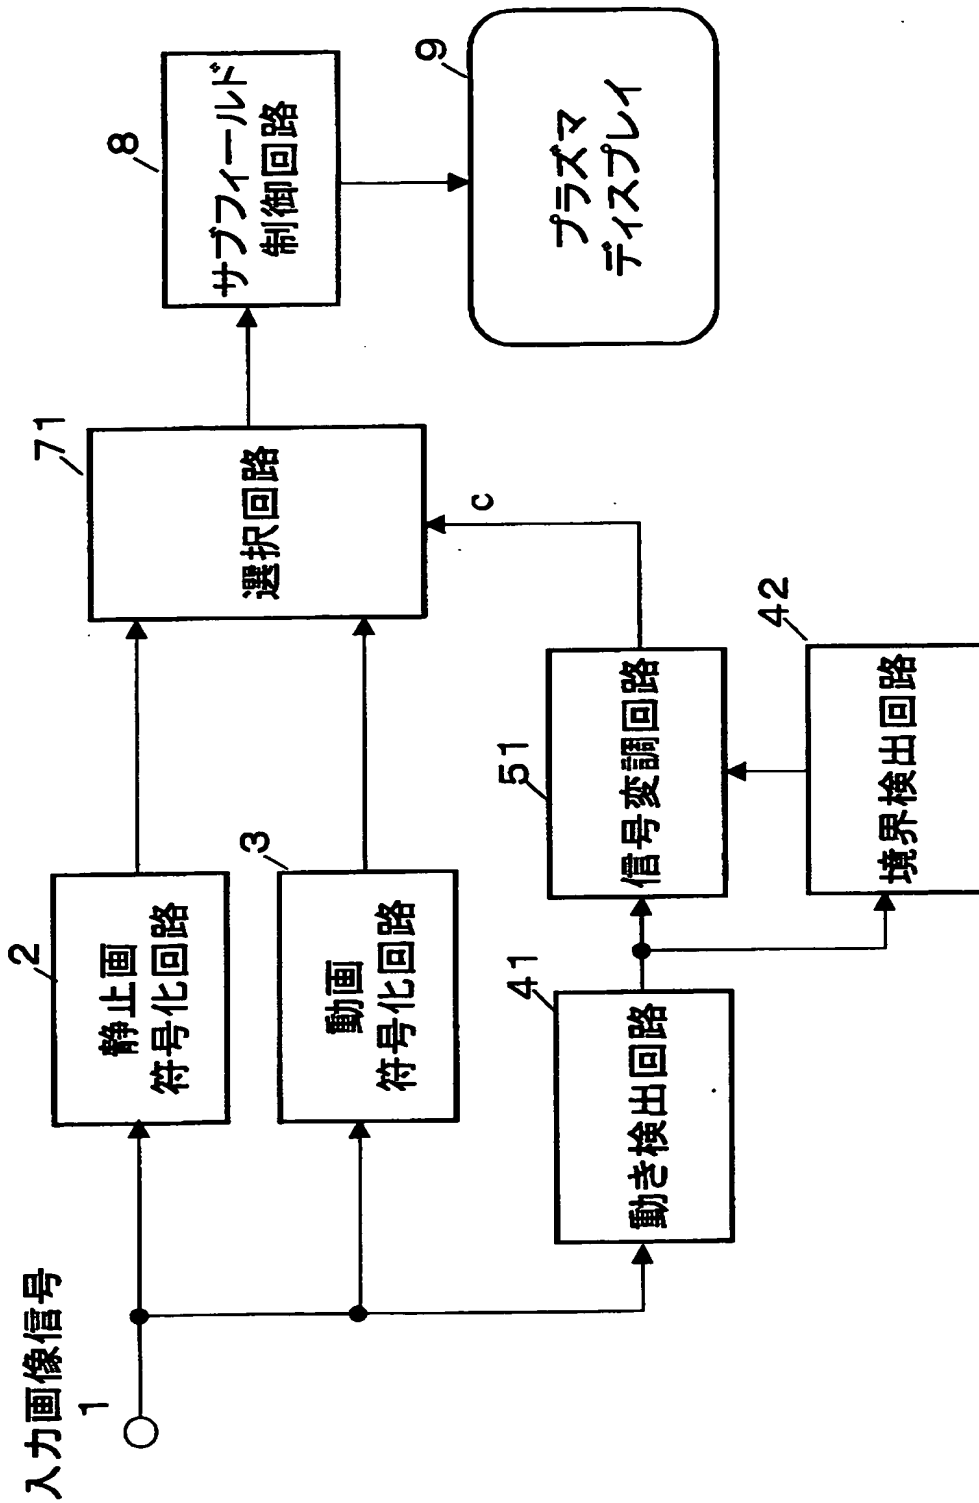 入力画像信号
1
2
静止画
符号化回路
3
動画
符号化回路
41
動き検出回路
51
信号変調回路
42
境界検出回路
c
71
選択回路
8
サブフィールド
制御回路
9
プラズマ
ディスプレイ